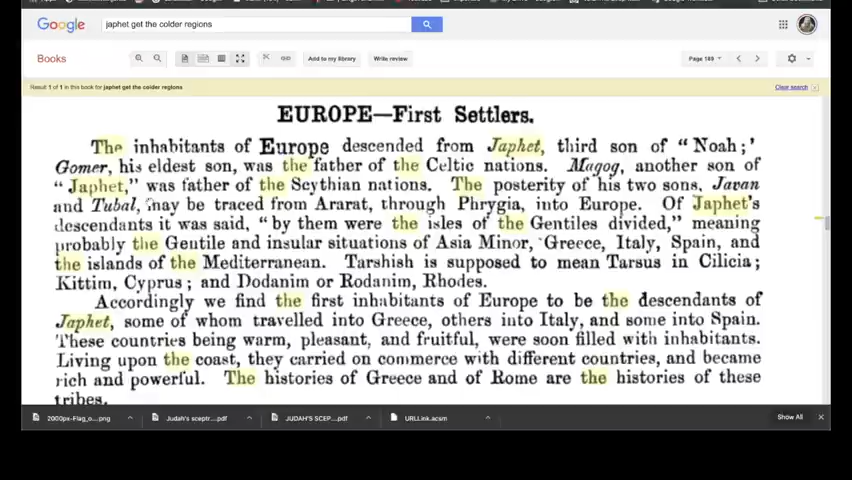 Google
japhet get the colder regions
Books
Add to my library
Write review
Page 189
Result 1 of 1 in this book for japhet get the colder regions
Clear search
EUROPE—First Settlers.
The inhabitants of Europe descended from Japhet, third son of "Noah;'
Gomer, his eldest son, was the father of the Celtic nations. Magog, another son of
"Japhet," was father of the Scythian nations. The posterity of his two sons, Javan
and Tubal, may be traced from Ararat, through Phrygia, into Europe. Of Japhet's
descendants it was said, "by them were the isles of the Gentiles divided," meaning
probably the Gentile and insular situations of Asia Minor, Greece, Italy, Spain, and
the islands of the Mediterranean. Tarshish is supposed to mean Tarsus in Cilicia;
Kittim, Cyprus; and Dodanim or Rodanim, Rhodes.
Accordingly we find the first inhabitants of Europe to be the descendants of
Japhet, some of whom travelled into Greece, others into Italy, and some into Spain.
These countries being warm, pleasant, and fruitful, were soon filled with inhabitants.
Living upon the coast, they carried on commerce with different countries, and became
rich and powerful. The histories of Greece and of Rome are the histories of these
tribes.
2000px-Flag_o...png
Judah's sceptr....pdf
JUDAH'S SCEP....pdf
URLLink.acsm
Show All